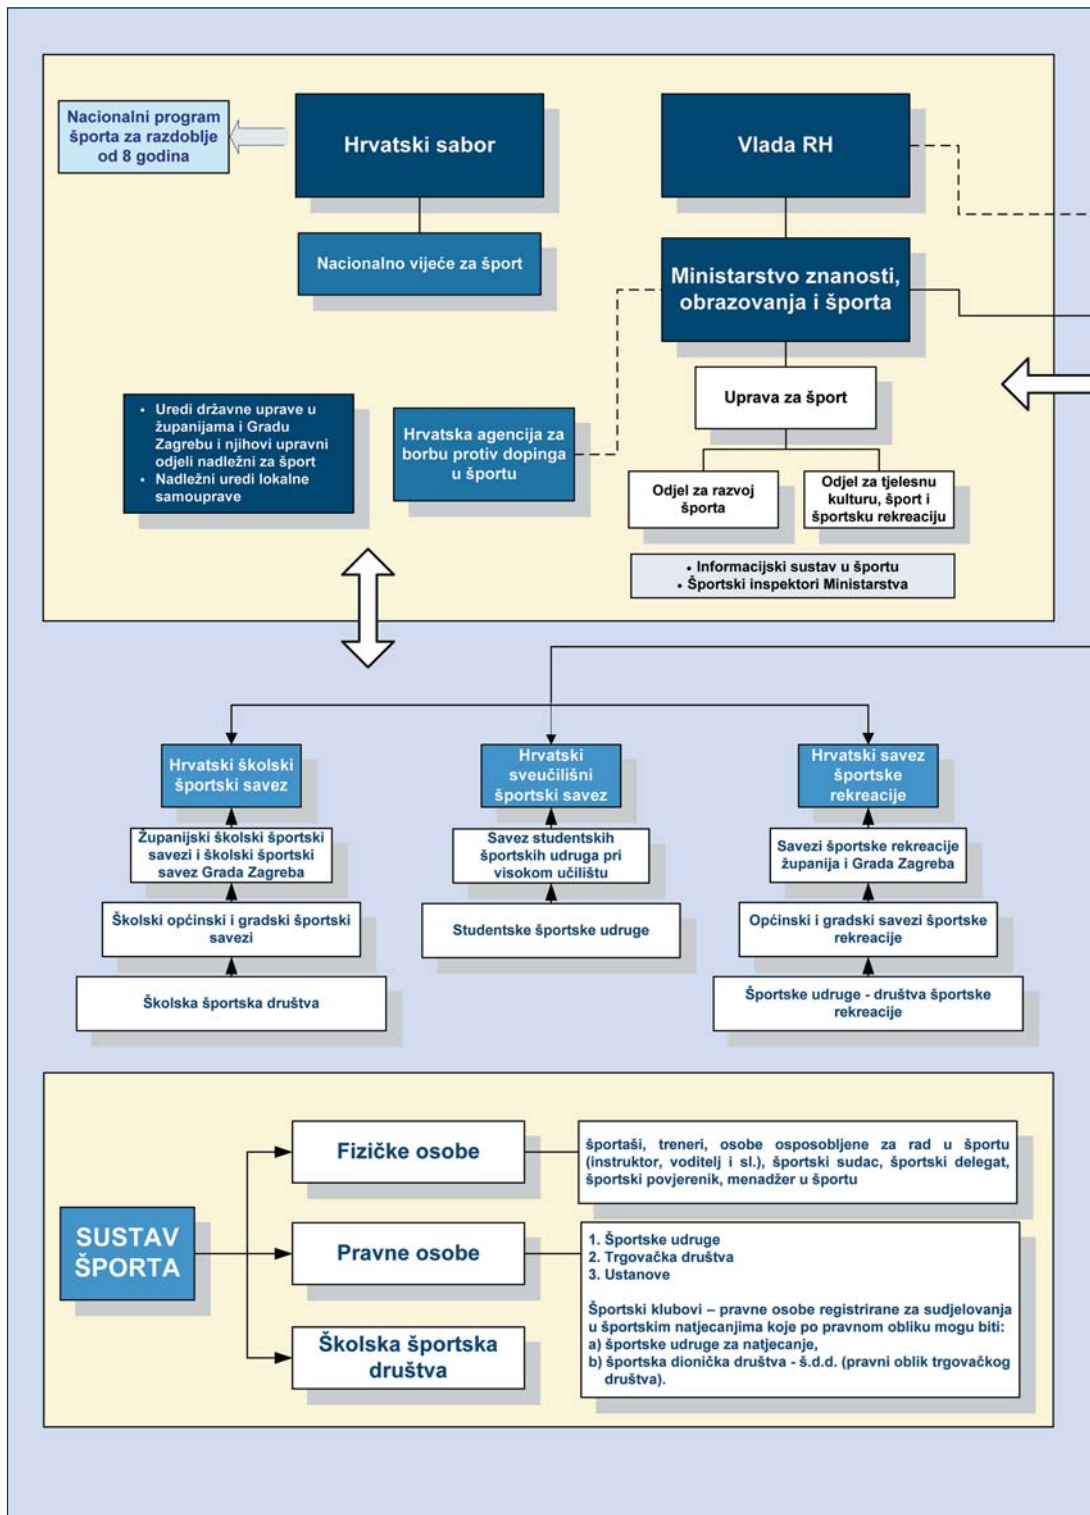 Nacionalni program
športa za razdoblje
od 8 godina
Hrvatski sabor
Vlada RH
Nacionalno vijeće za šport
Ministarstvo znanosti,
obrazovanja i športa
Uprava za šport
• Uredi državne uprave u
županijama i Gradu
Zagrebu i njihovi upravni
odjeli nadležni za šport
• Nadležni uredi lokalne
samouprave
Hrvatska agencija za
borbu protiv dopinga
u športu
Odjel za razvoj
športa
Odjel za tjelesnu
kulturu, šport i
športsku rekreaciju
• Informacijski sustav u športu
• Športski inspektori Ministarstva
Hrvatski školski
športski savez
Hrvatski
sveučilišni
športski savez
Hrvatski savez
športske
rekreacije
Županijski školski športski
savezi i školski športski
savez Grada Zagreba
Savez studentskih
športskih udruga pri
visokom učilištu
Savezi športske rekreacije
županija i Grada Zagreba
Školski općinski i gradski športski
savezi
Studentske športske udruge
Općinski i gradski savezi športske
rekreacije
Školska športska društva
Športske udruge - društva športske
rekreacije
SUSTAV
ŠPORTA
Fizičke osobe
športaši, treneri, osobe osposobljene za rad u športu
(instruktor, voditelj i sl.), športski sudac, športski delegat,
športski povjerenik, menadžer u športu
Pravne osobe
1. Športske udruge
2. Trgovačka društva
3. Ustanove
Športski klubovi – pravne osobe registrirane za sudjelovanja
u športskim natjecanjima koje po pravnom obliku mogu biti:
a) športske udruge za natjecanje,
b) športska dionička društva - š.d.d. (pravni oblik trgovačkog
društva).
Školska športska
društva